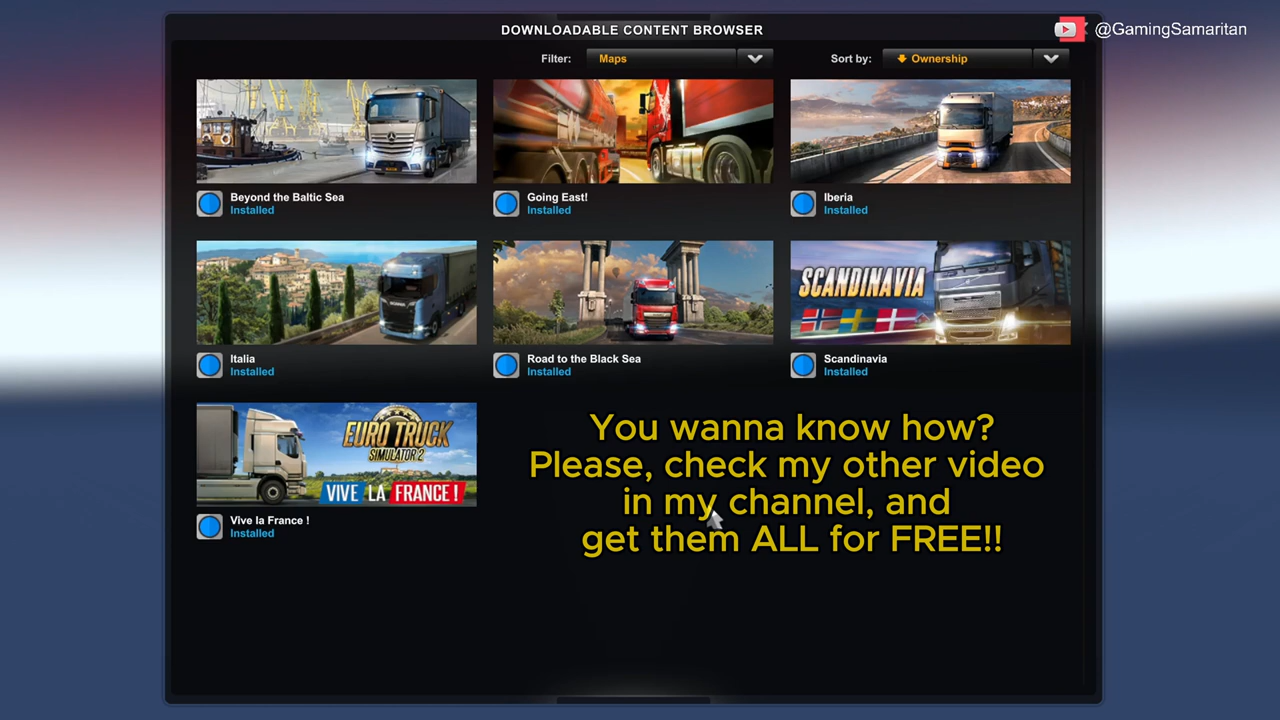 DOWNLOADABLE CONTENT BROWSER
@GamingSamaritan
Filter: Maps
Sort by: Ownership
Beyond the Baltic Sea
Installed
Going East!
Installed
Iberia
Installed
SCANDINAVIA
Italia
Installed
Road to the Black Sea
Installed
Scandinavia
Installed
EURO TRUCK
SIMULATOR 2
VIVE LA FRANCE !
Vive la France !
Installed
You wanna know how?
Please, check my other video
in my channel, and
get them ALL for FREE!!